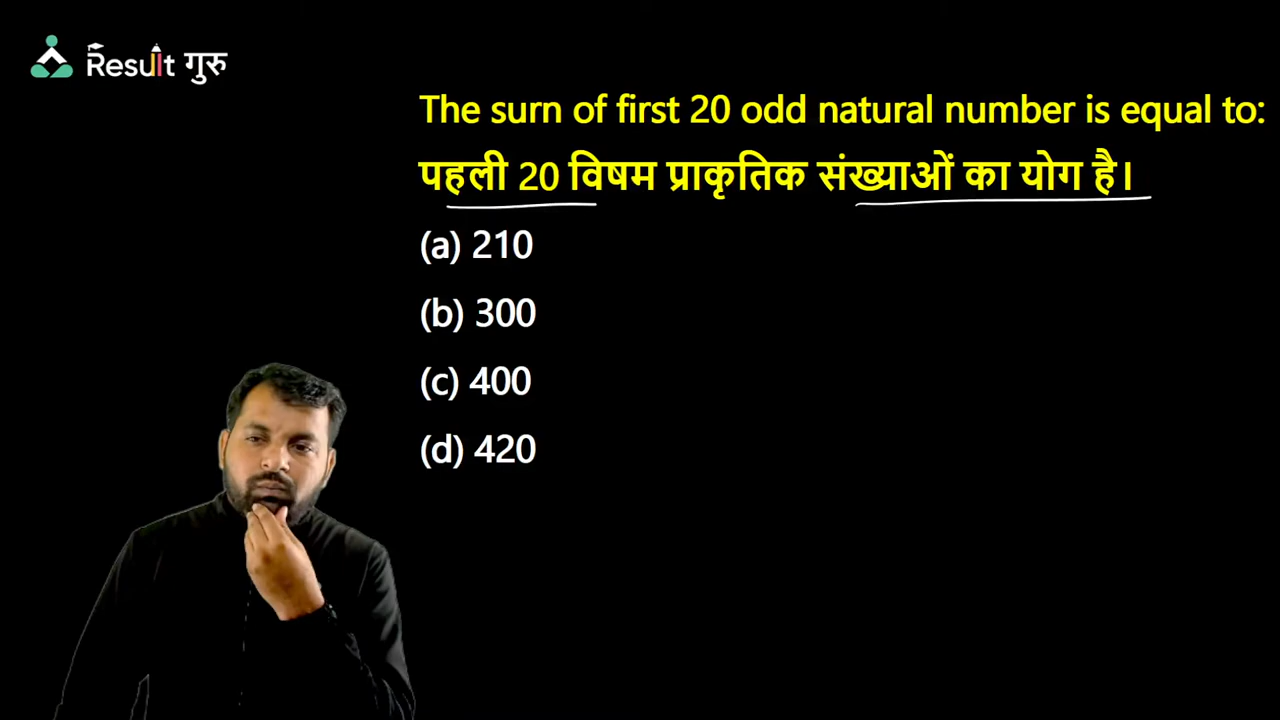 Result गुरु
The surn of first 20 odd natural number is equal to:
पहली 20 विषम प्राकृतिक संख्याओं का योग है।
(a) 210
(b) 300
(c) 400
(d) 420